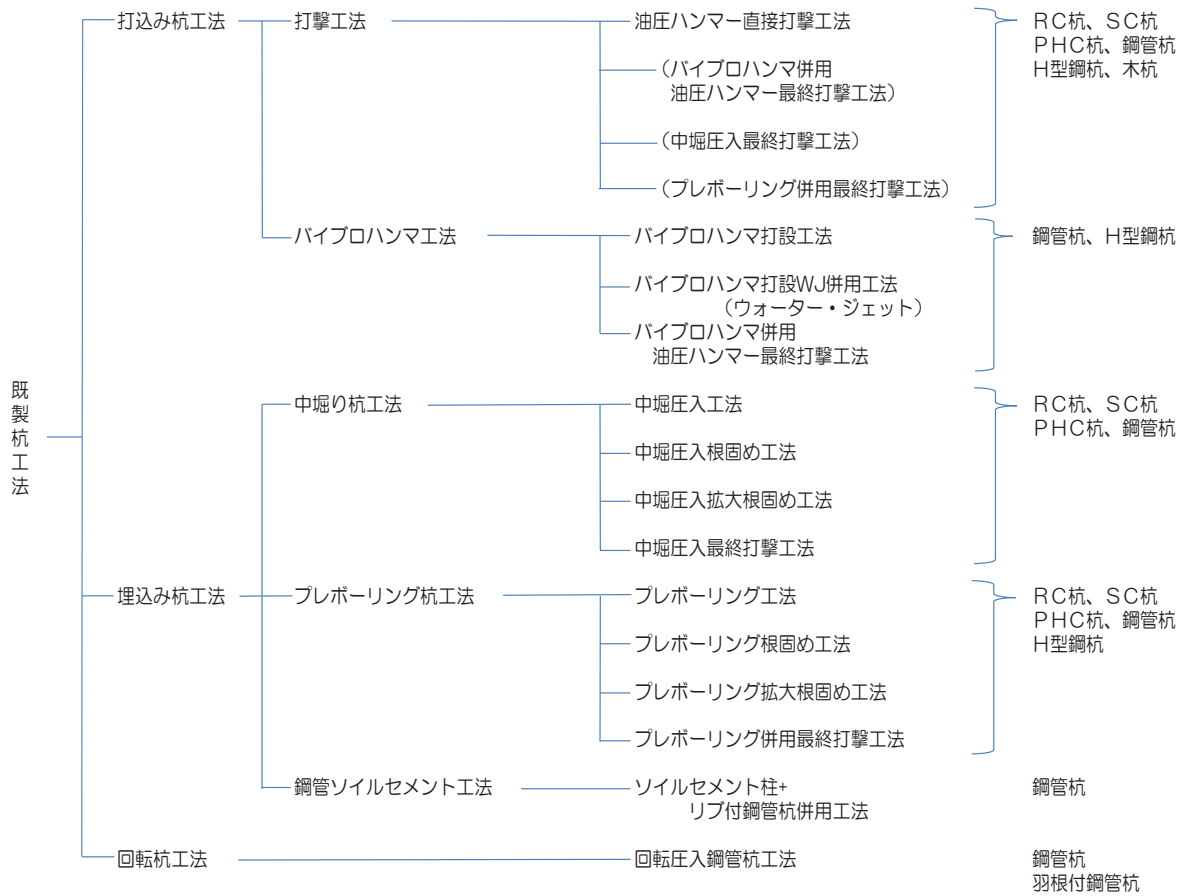 既製杭工法
打込み杭工法
打撃工法
油圧ハンマー直接打撃工法
(バイブロハンマ併用
油圧ハンマー最終打撃工法)
(中堀圧入最終打撃工法)
(プレボーリング併用最終打撃工法)
RC杭、SC杭
PHC杭、鋼管杭
H型鋼杭、木杭
バイブロハンマ工法
バイブロハンマ打設工法
バイブロハンマ打設WJ併用工法
(ウォーター・ジェット)
バイブロハンマ併用
油圧ハンマー最終打撃工法
鋼管杭、H型鋼杭
埋込み杭工法
中堀り杭工法
中堀圧入工法
中堀圧入根固め工法
中堀圧入拡大根固め工法
中堀圧入最終打撃工法
RC杭、SC杭
PHC杭、鋼管杭
プレボーリング杭工法
プレボーリング工法
プレボーリング根固め工法
プレボーリング拡大根固め工法
プレボーリング併用最終打撃工法
RC杭、SC杭
PHC杭、鋼管杭
H型鋼杭
鋼管ソイルセメント工法
ソイルセメント柱+
リブ付鋼管杭併用工法
鋼管杭
回転杭工法
回転圧入鋼管杭工法
鋼管杭
羽根付鋼管杭